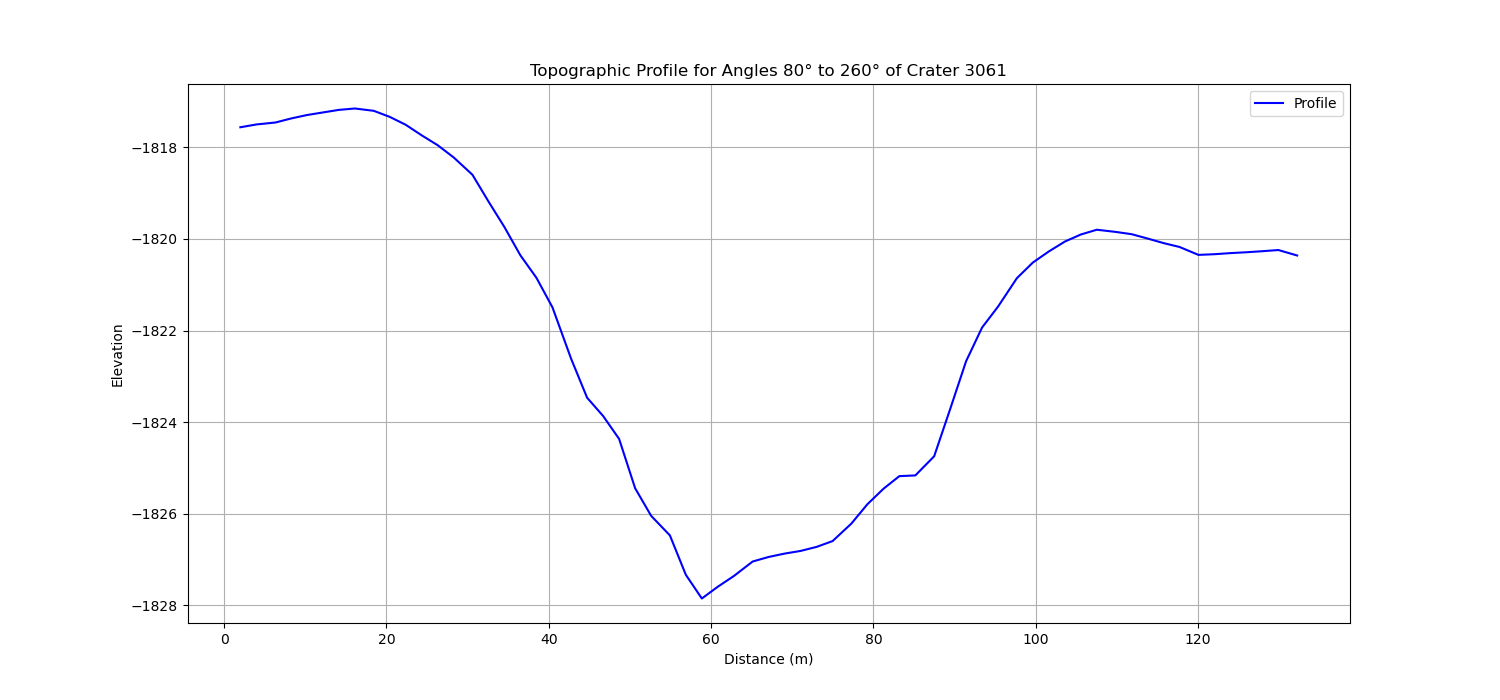 Topographic Profile for Angles 80° to 260° of Crater 3061
Profile
−1818
−1820
−1822
−1824
−1826
−1828
Elevation
0 20 40 60 80 100 120
Distance (m)